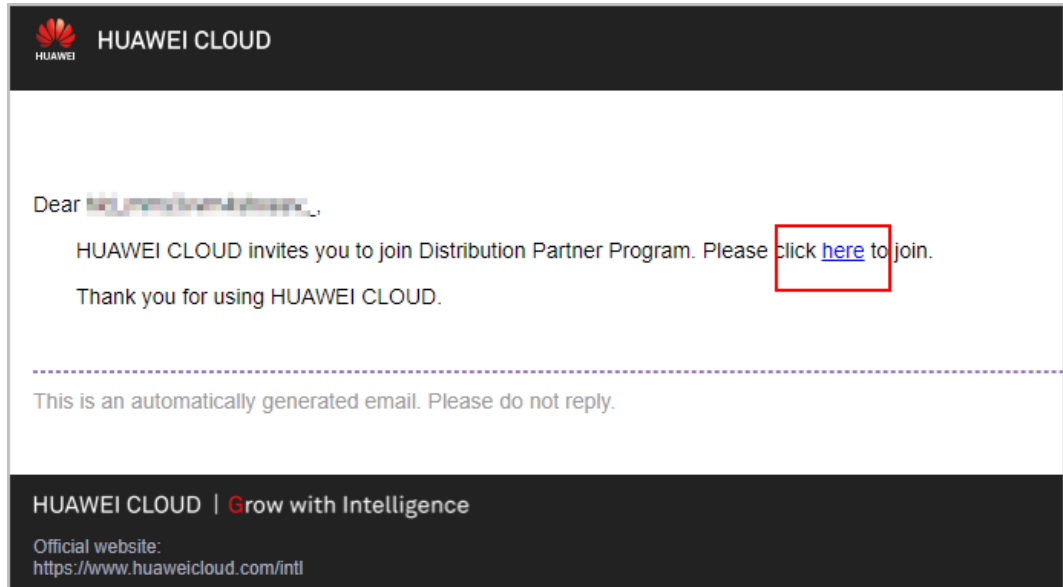 HUAWEI
HUAWEI CLOUD
Dear
HUAWEI CLOUD invites you to join Distribution Partner Program. Please click here to join.
Thank you for using HUAWEI CLOUD.
This is an automatically generated email. Please do not reply.
HUAWEI CLOUD | Grow with Intelligence
Official website:
https://www.huaweicloud.com/intl